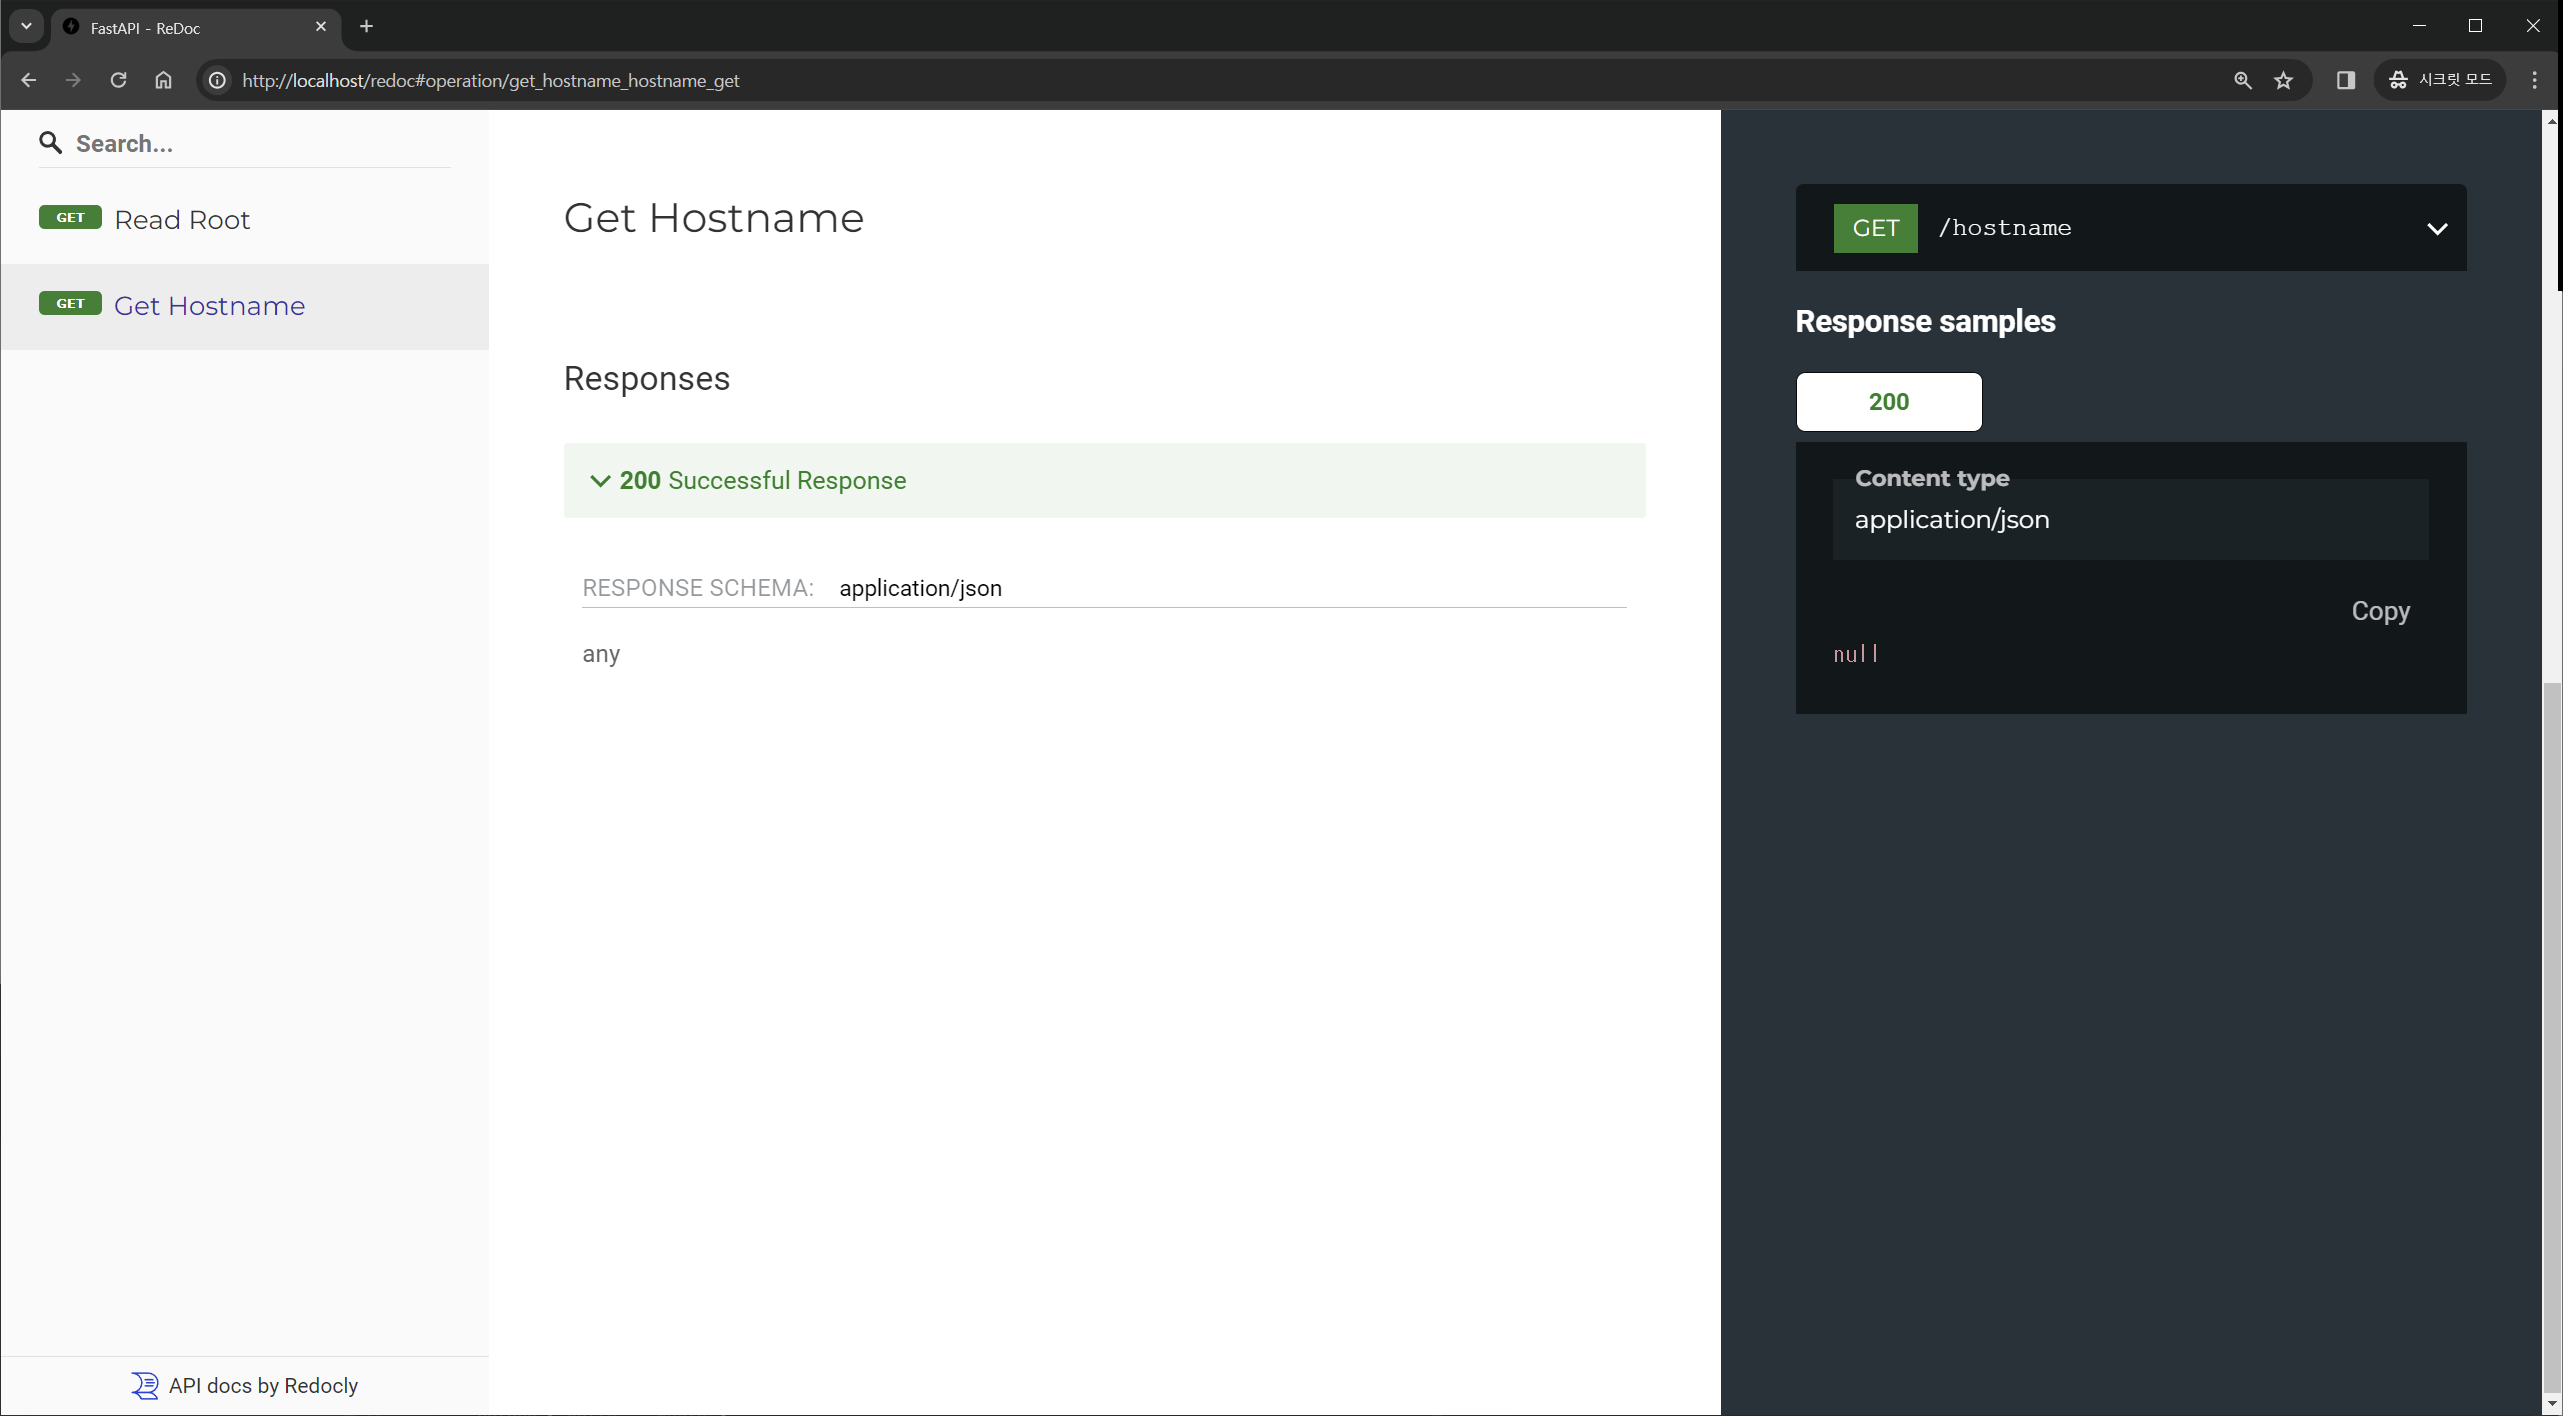 FastAPI - ReDoc
http://localhost/redoc#operation/get_hostname_hostname_get
시크릿 모드
Search...
GET Read Root
GET Get Hostname
API docs by Redocly
Get Hostname
Responses
200 Successful Response
RESPONSE SCHEMA: application/json
any
GET /hostname
Response samples
200
Content type
application/json
Copy
null